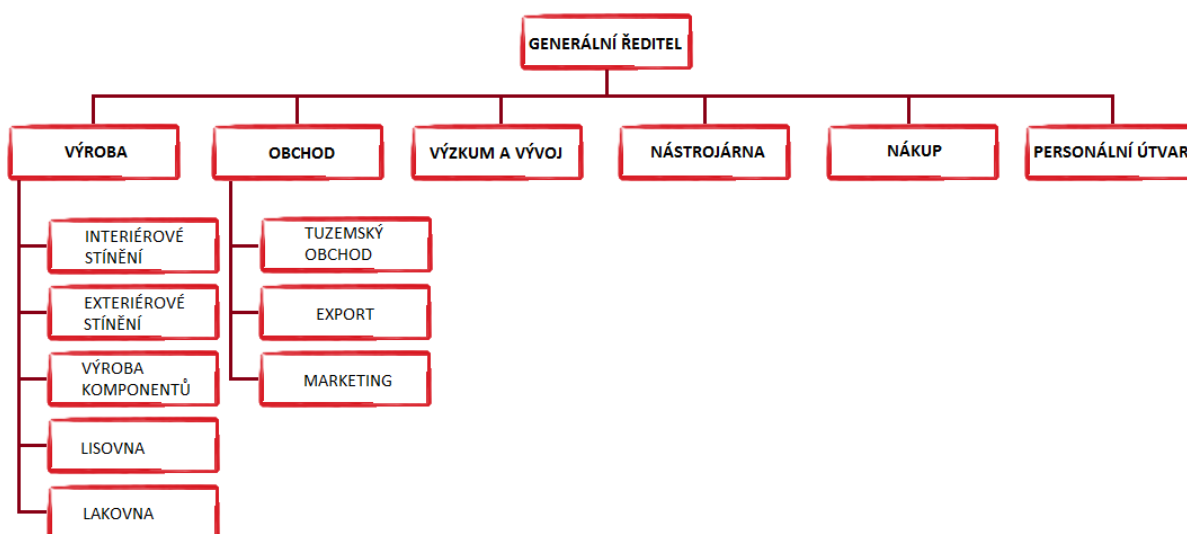 GENERÁLNÍ ŘEDITEL
VÝROBA
OBCHOD
VÝZKUM A VÝVOJ
NÁSTROJÁRNA
NÁKUP
PERSONÁLNÍ ÚTVAR
INTERIÉROVÉ
STÍNĚNÍ
EXTERIÉROVÉ
STÍNĚNÍ
VÝROBA
KOMPONENTŮ
LISOVNA
LAKOVNA
TUZEMSKÝ
OBCHOD
EXPORT
MARKETING